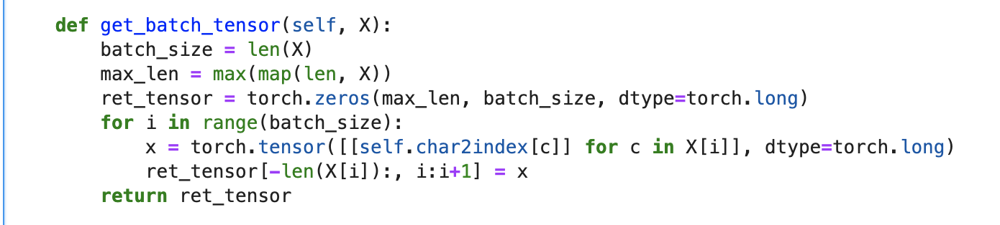 def get_batch_tensor(self, X):
    batch_size = len(X)
    max_len = max(map(len, X))
    ret_tensor = torch.zeros(max_len, batch_size, dtype=torch.long)
    for i in range(batch_size):
        x = torch.tensor([[self.char2index[c]] for c in X[i]], dtype=torch.long)
        ret_tensor[-len(X[i]):, i:i+1] = x
    return ret_tensor